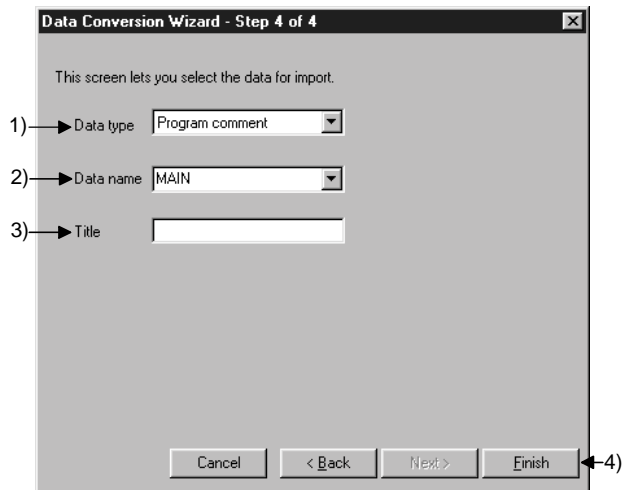 Data Conversion Wizard - Step 4 of 4
This screen lets you select the data for import.
1) Data type Program comment
2) Data name MAIN
3) Title
Cancel < Back Next > Finish 4)